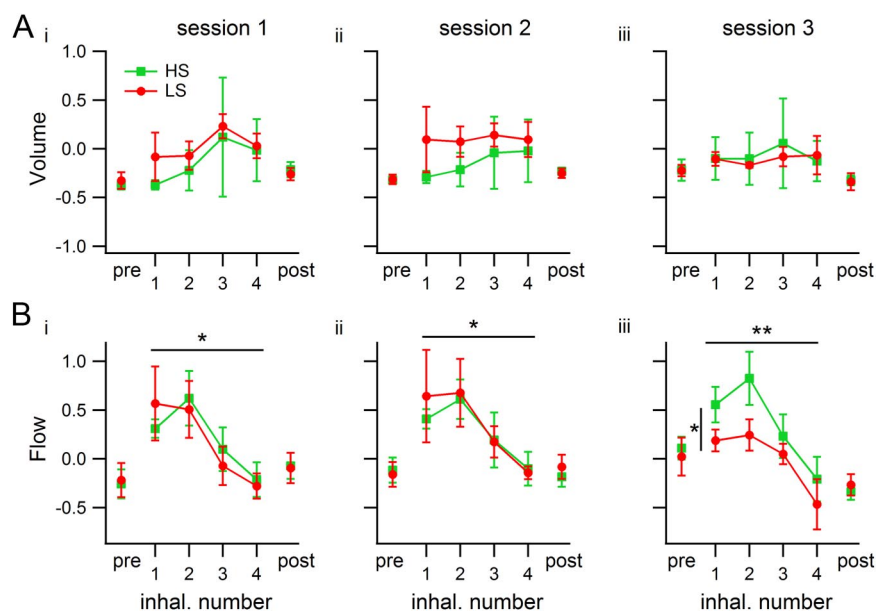 A
i session 1 ii session 2 iii session 3
1.0
HS
LS
0.5
0.0
-0.5
-1.0
Volume
pre 1 2 3 4 post
pre 1 2 3 4 post
pre 1 2 3 4 post
B
i ii iii
* * **
1.0
0.5
*
0.0
-0.5
Flow
pre 1 2 3 4 post
pre 1 2 3 4 post
pre 1 2 3 4 post
inhal. number inhal. number inhal. number